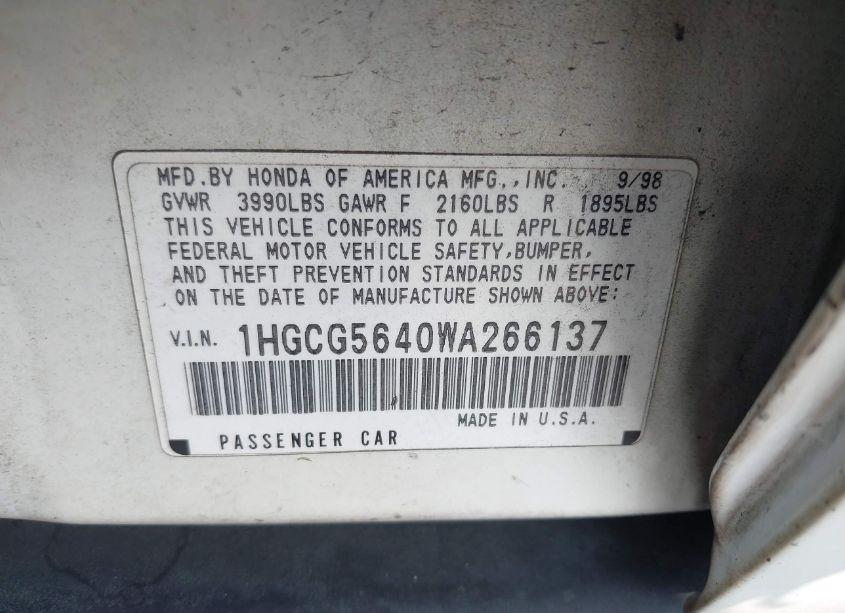 MFD.BY HONDA OF AMERICA MFG.,INC. 9/98
GVWR 3990LBS GAWR F 2160LBS R 1895LBS
THIS VEHICLE CONFORMS TO ALL APPLICABLE
FEDERAL MOTOR VEHICLE SAFETY,BUMPER,
AND THEFT PREVENTION STANDARDS IN EFFECT
ON THE DATE OF MANUFACTURE SHOWN ABOVE:
V.I.N. 1HGCG5640WA266137
MADE IN U.S.A.
PASSENGER CAR